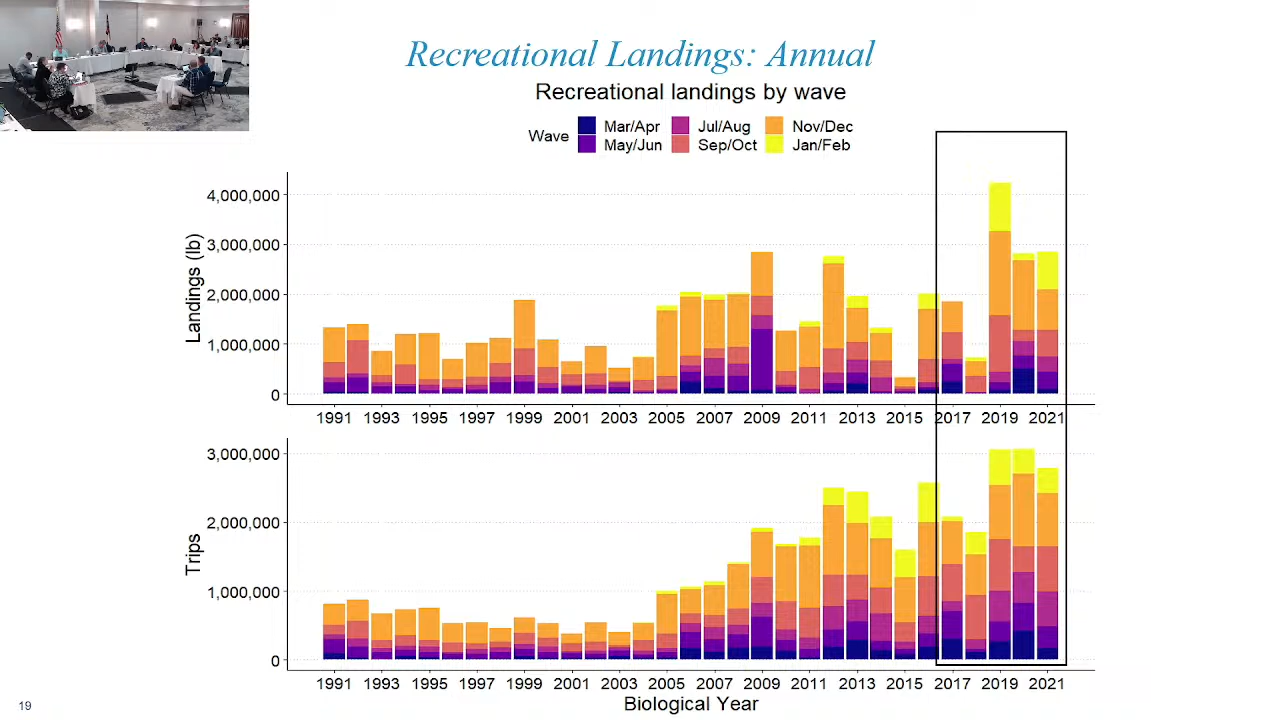 Recreational Landings: Annual
Recreational landings by wave
Wave
Mar/Apr Jul/Aug Nov/Dec
May/Jun Sep/Oct Jan/Feb
Landings (lb)
4,000,000
3,000,000
2,000,000
1,000,000
0
1991 1993 1995 1997 1999 2001 2003 2005 2007 2009 2011 2013 2015 2017 2019 2021
Trips
3,000,000
2,000,000
1,000,000
0
1991 1993 1995 1997 1999 2001 2003 2005 2007 2009 2011 2013 2015 2017 2019 2021
Biological Year
19